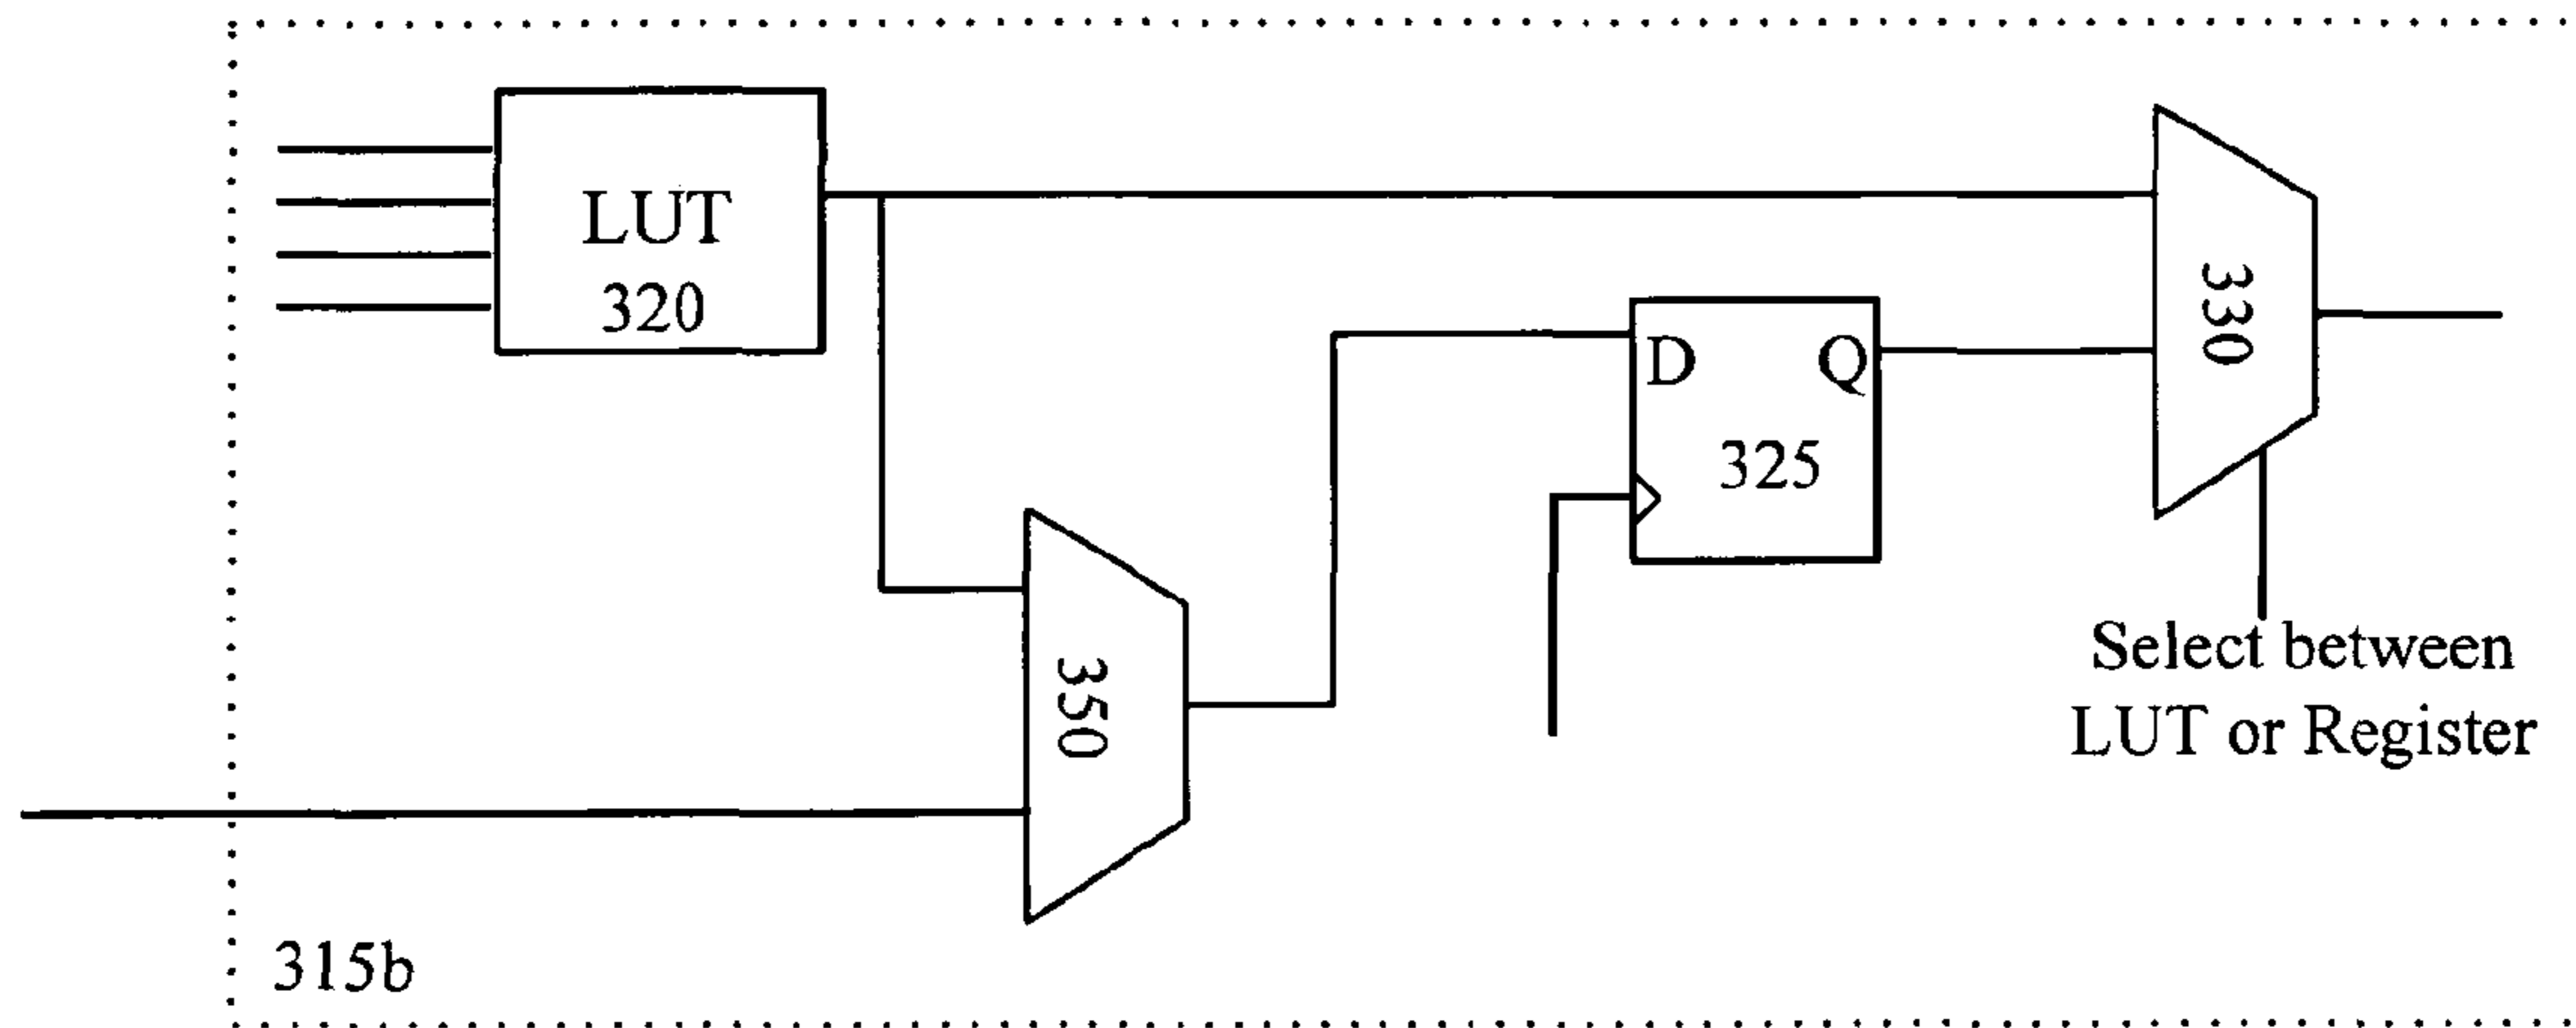 LUT
320
330
D Q
325
350
Select between
LUT or Register
315b